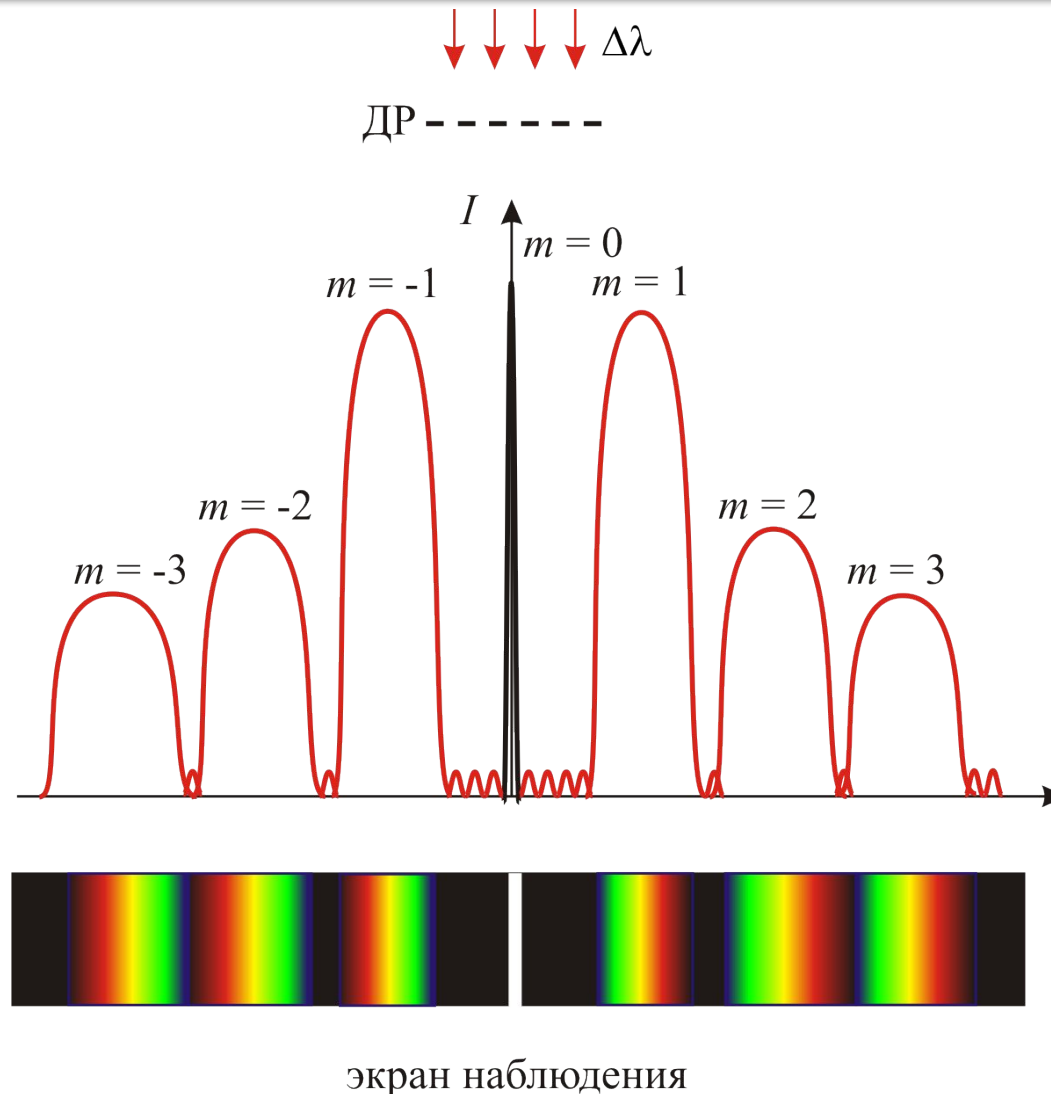 Δλ
ДР
I
m = 0
m = -1
m = 1
m = -2
m = 2
m = -3
m = 3
экран наблюдения